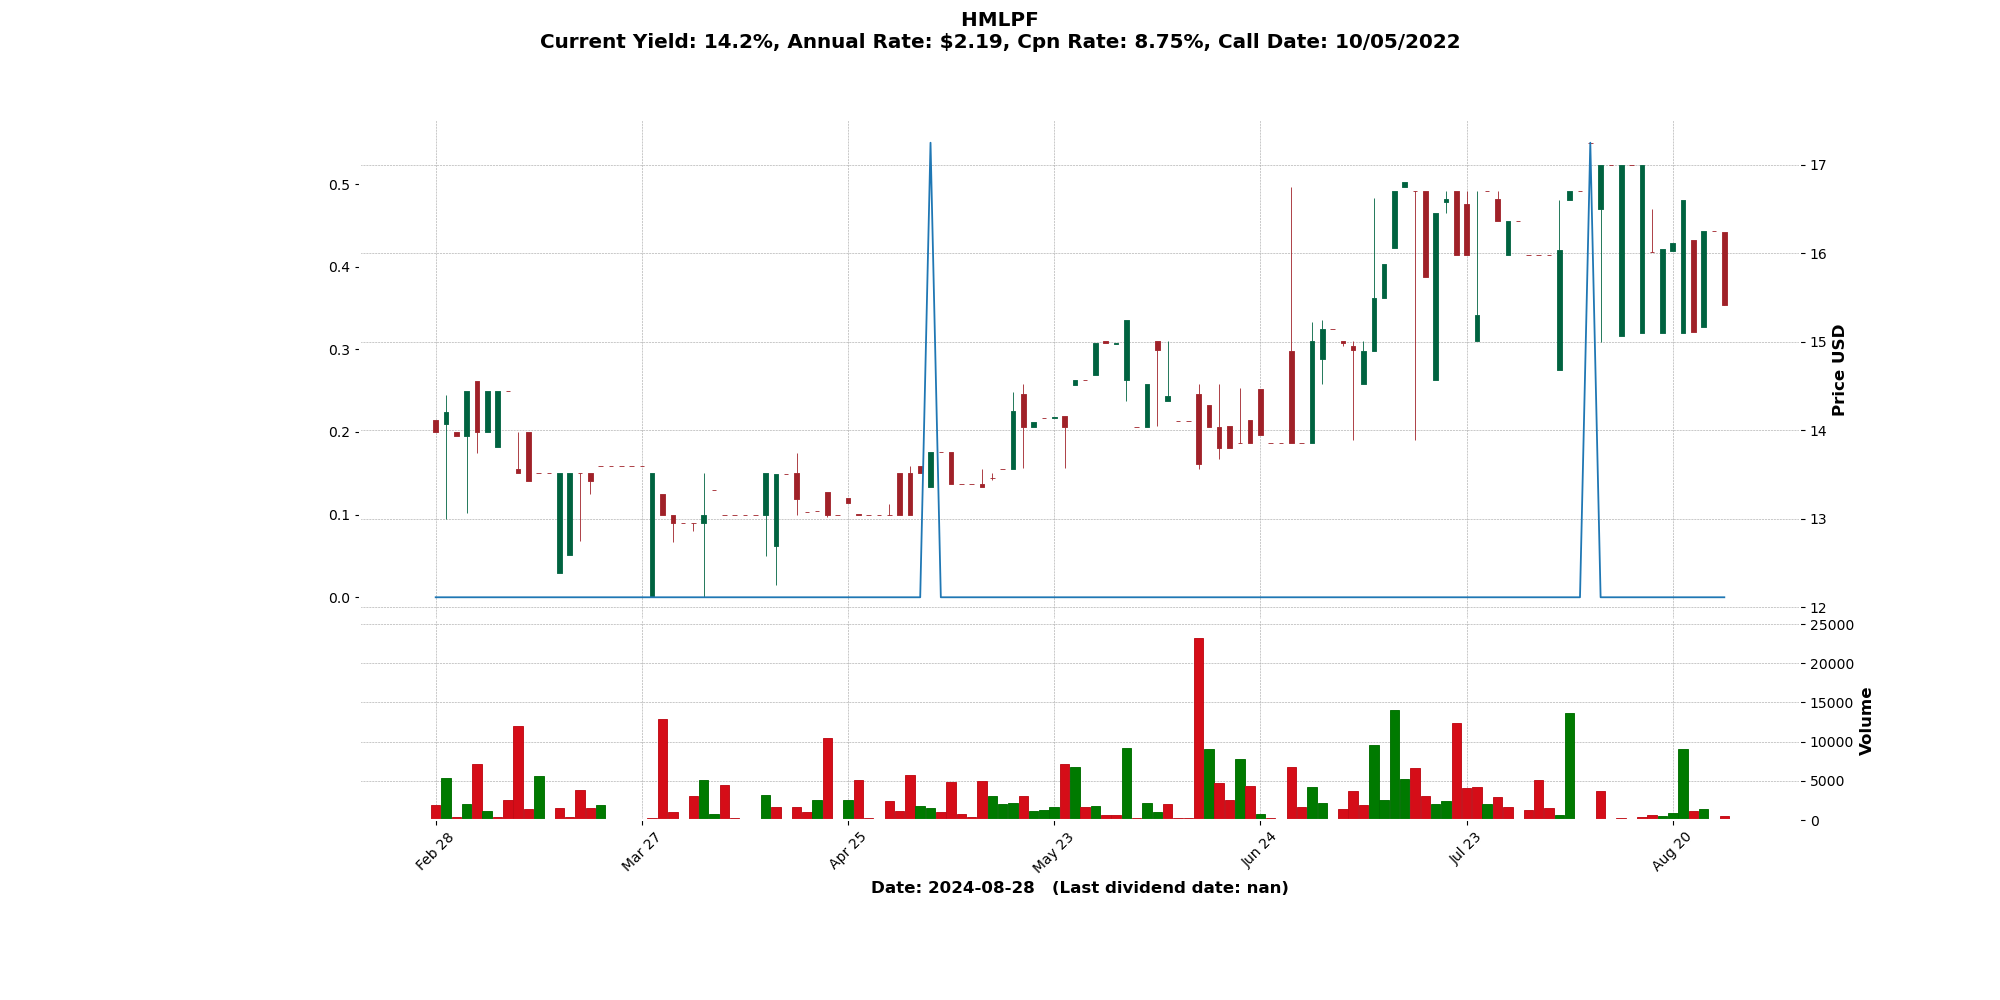 HMLPF
Current Yield: 14.2%, Annual Rate: $2.19, Cpn Rate: 8.75%, Call Date: 10/05/2022
0.5
0.4
0.3
0.2
0.1
0.0
17
16
15
14
13
12
Price USD
25000
20000
15000
10000
5000
0
Volume
Feb 28
Mar 27
Apr 25
May 23
Jun 24
Jul 23
Aug 20
Date: 2024-08-28 (Last dividend date: nan)